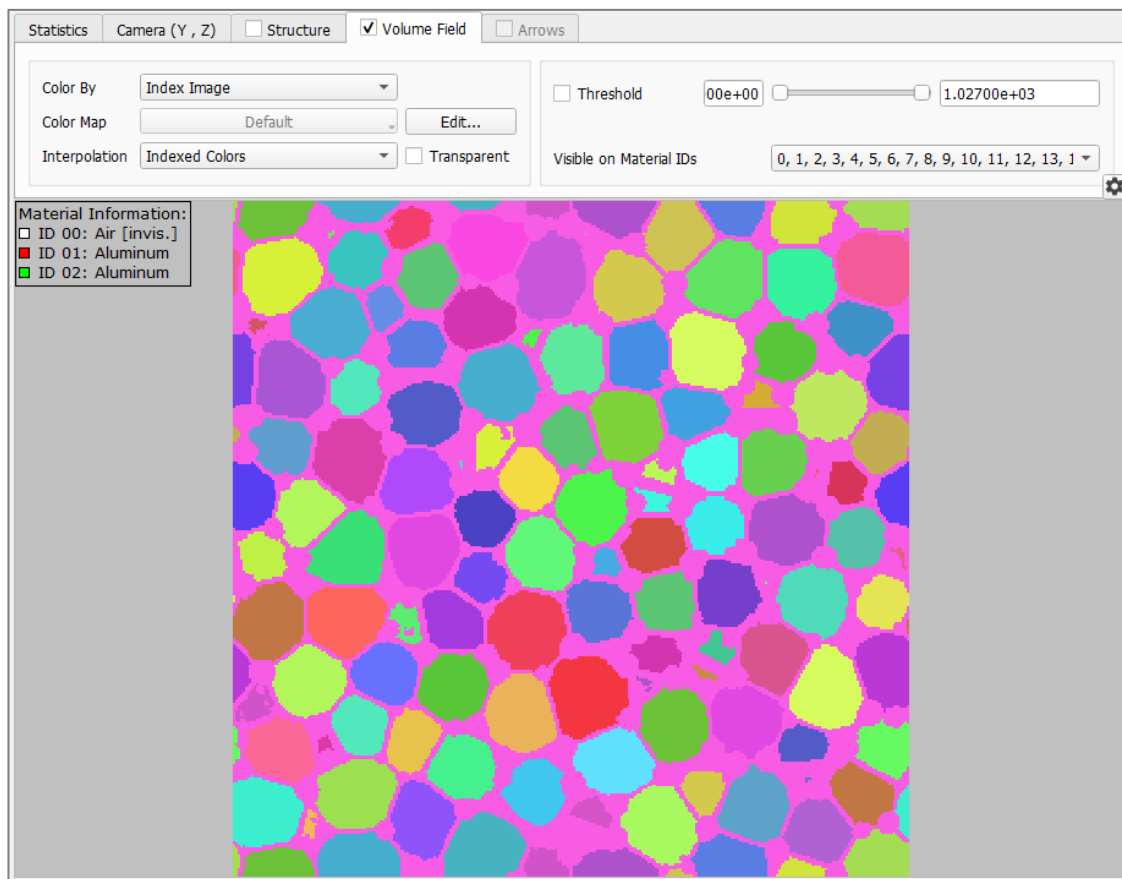 Statistics Camera (Y , Z) Structure Volume Field Arrows
Color By Index Image
Color Map Default Edit...
Interpolation Indexed Colors Transparent
Threshold 00e+00 1.02700e+03
Visible on Material IDs 0, 1, 2, 3, 4, 5, 6, 7, 8, 9, 10, 11, 12, 13, 1
Material Information:
ID 00: Air [invis.]
ID 01: Aluminum
ID 02: Aluminum